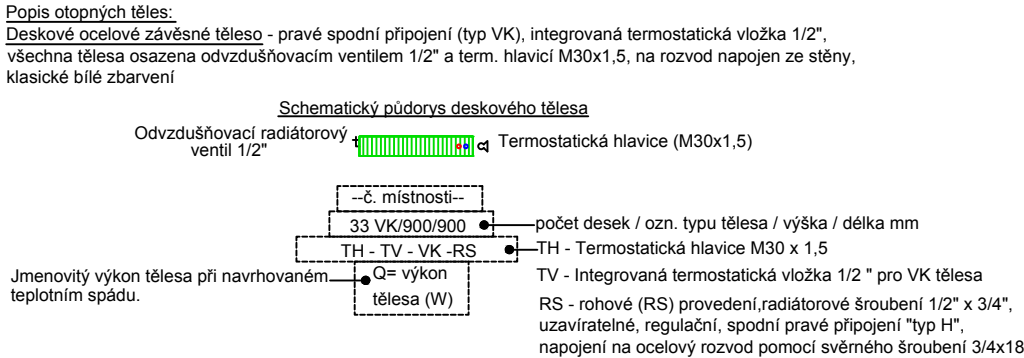 Popis otopných těles:
Deskové ocelové závěsné těleso - pravé spodní připojení (typ VK), integrovaná termostatická vložka 1/2",
všechna tělesa osazena odvzdušňovacím ventilem 1/2" a term. hlavicí M30x1,5, na rozvod napojen ze stěny,
klasické bílé zbarvení
Schematický půdorys deskového tělesa
Odvzdušňovací radiátorový
ventil 1/2"
Termostatická hlavice (M30x1,5)
--č. místnosti--
33 VK/900/900
počet desek / ozn. typu tělesa / výška / délka mm
TH - TV - VK -RS
TH - Termostatická hlavice M30 x 1,5
Jmenovitý výkon tělesa při navrhovaném
teplotním spádu.
Q= výkon
tělesa (W)
TV - Integrovaná termostatická vložka 1/2 " pro VK tělesa
RS - rohové (RS) provedení,radiátorové šroubení 1/2" x 3/4",
uzavíratelné, regulační, spodní pravé připojení "typ H",
napojení na ocelový rozvod pomocí svěrného šroubení 3/4x18